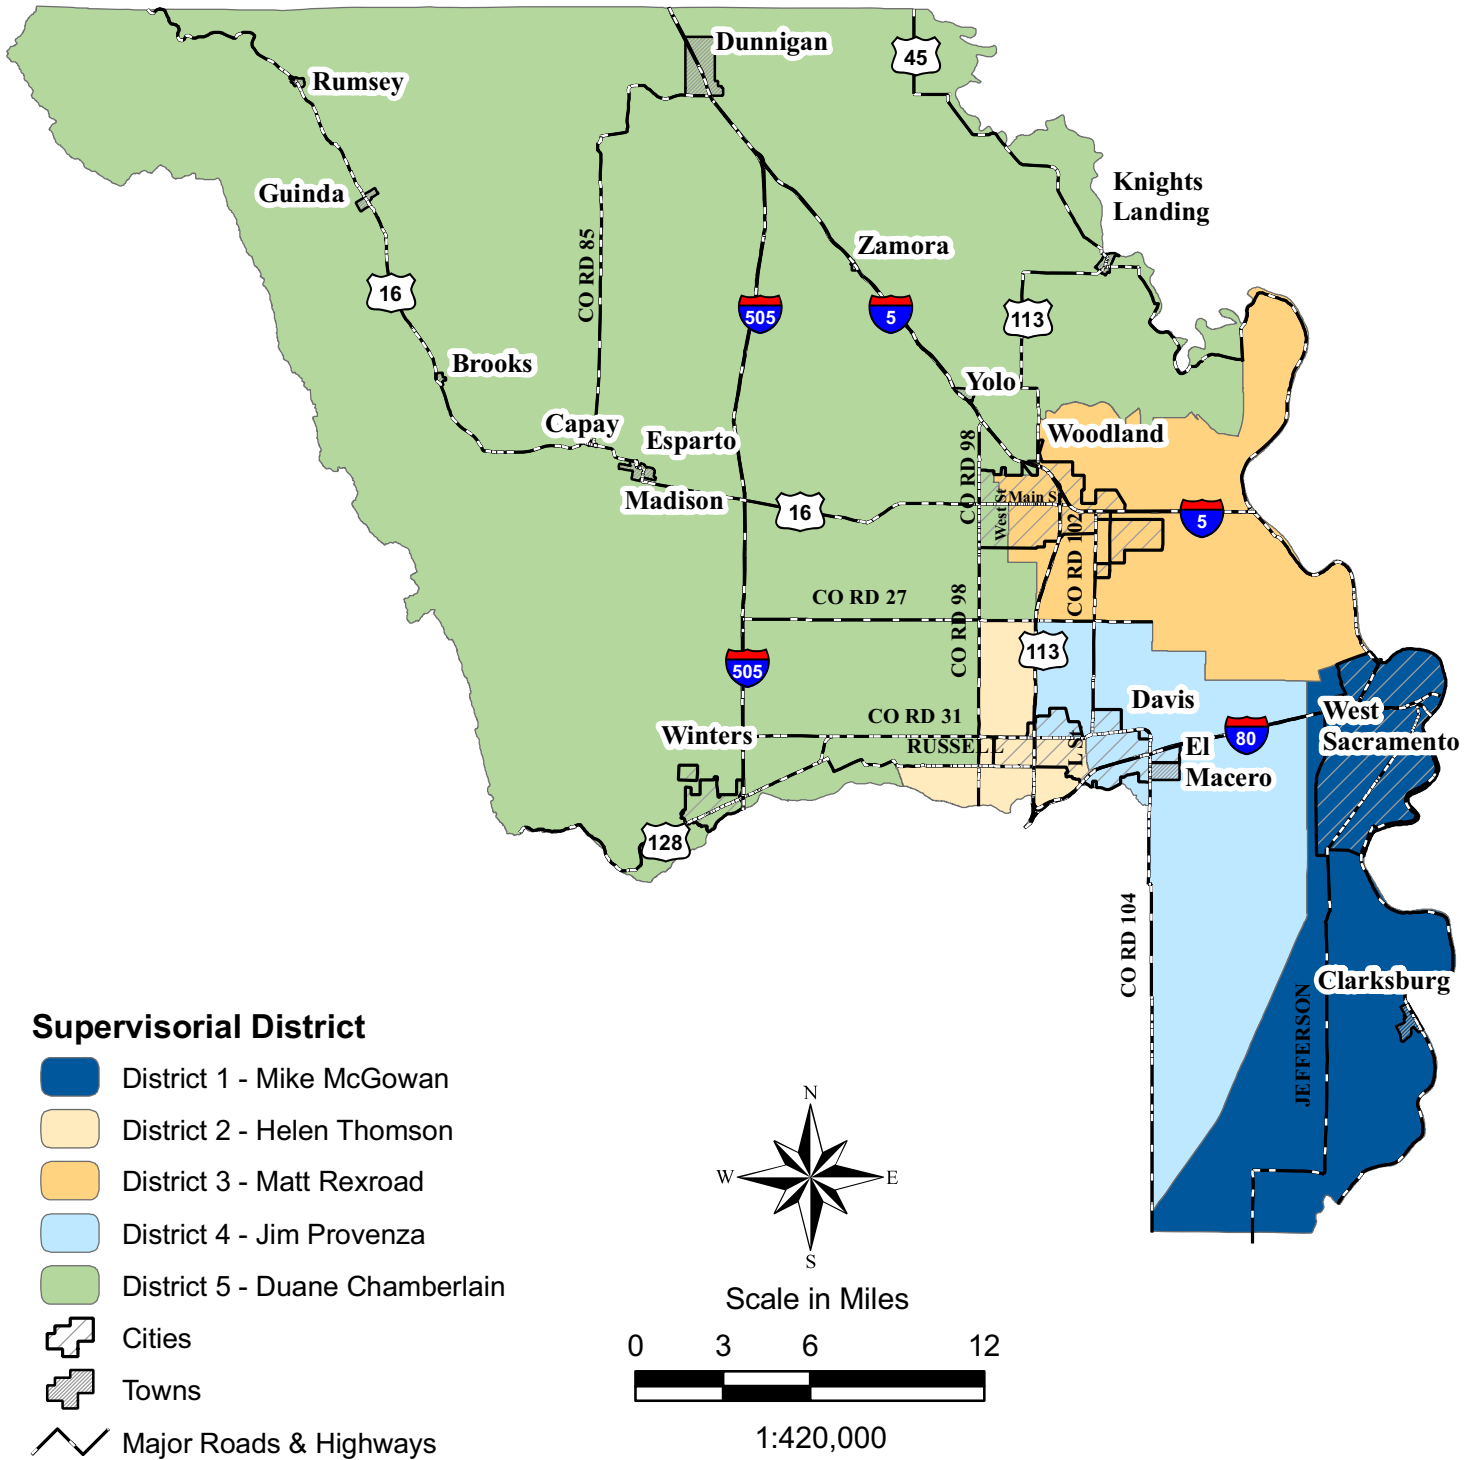 Dunnigan
45
Rumsey
Knights
Landing
Guinda
Zamora
CO RD 85
16
505
5
113
Brooks
Yolo
Capay
Esparto
Woodland
CO RD 98
Madison
West St
Main St
16
5
CO RD 102
CO RD 27
CO RD 98
113
505
Davis
West
Sacramento
CO RD 31
Winters
RUSSELL
L St
El
Macero
80
128
CO RD 104
Clarksburg
JEFFERSON
Supervisorial District
District 1 - Mike McGowan
District 2 - Helen Thomson
District 3 - Matt Rexroad
District 4 - Jim Provenza
District 5 - Duane Chamberlain
Cities
Towns
Major Roads & Highways
N
W
E
S
Scale in Miles
0 3 6 12
1:420,000